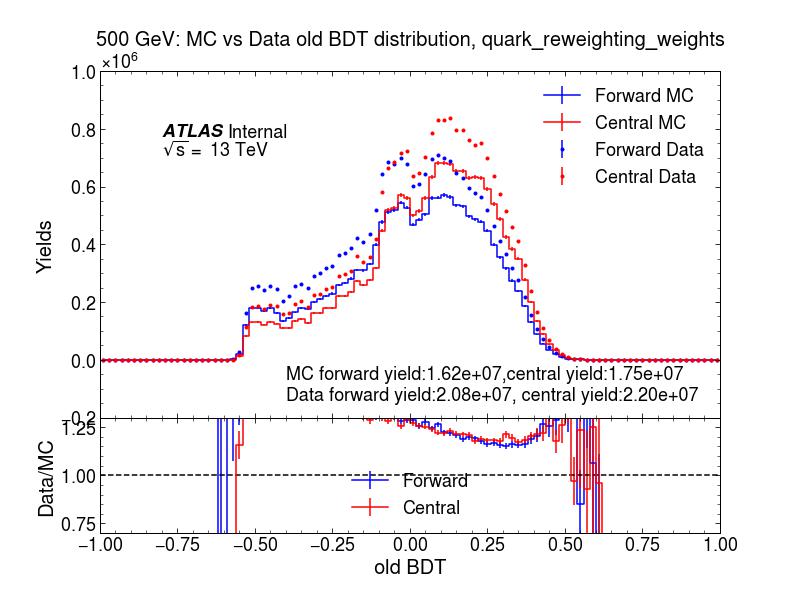 500 GeV: MC vs Data old BDT distribution, quark_reweighting_weights
×10⁶
1.0
0.8
0.6
0.4
0.2
0.0
0.2
Yields
ATLAS Internal
√s = 13 TeV
Forward MC
Central MC
Forward Data
Central Data
MC forward yield:1.62e+07,central yield:1.75e+07
Data forward yield:2.08e+07, central yield:2.20e+07
1.25
1.00
0.75
Data/MC
Forward
Central
−1.00 −0.75 −0.50 −0.25 0.00 0.25 0.50 0.75 1.00
old BDT